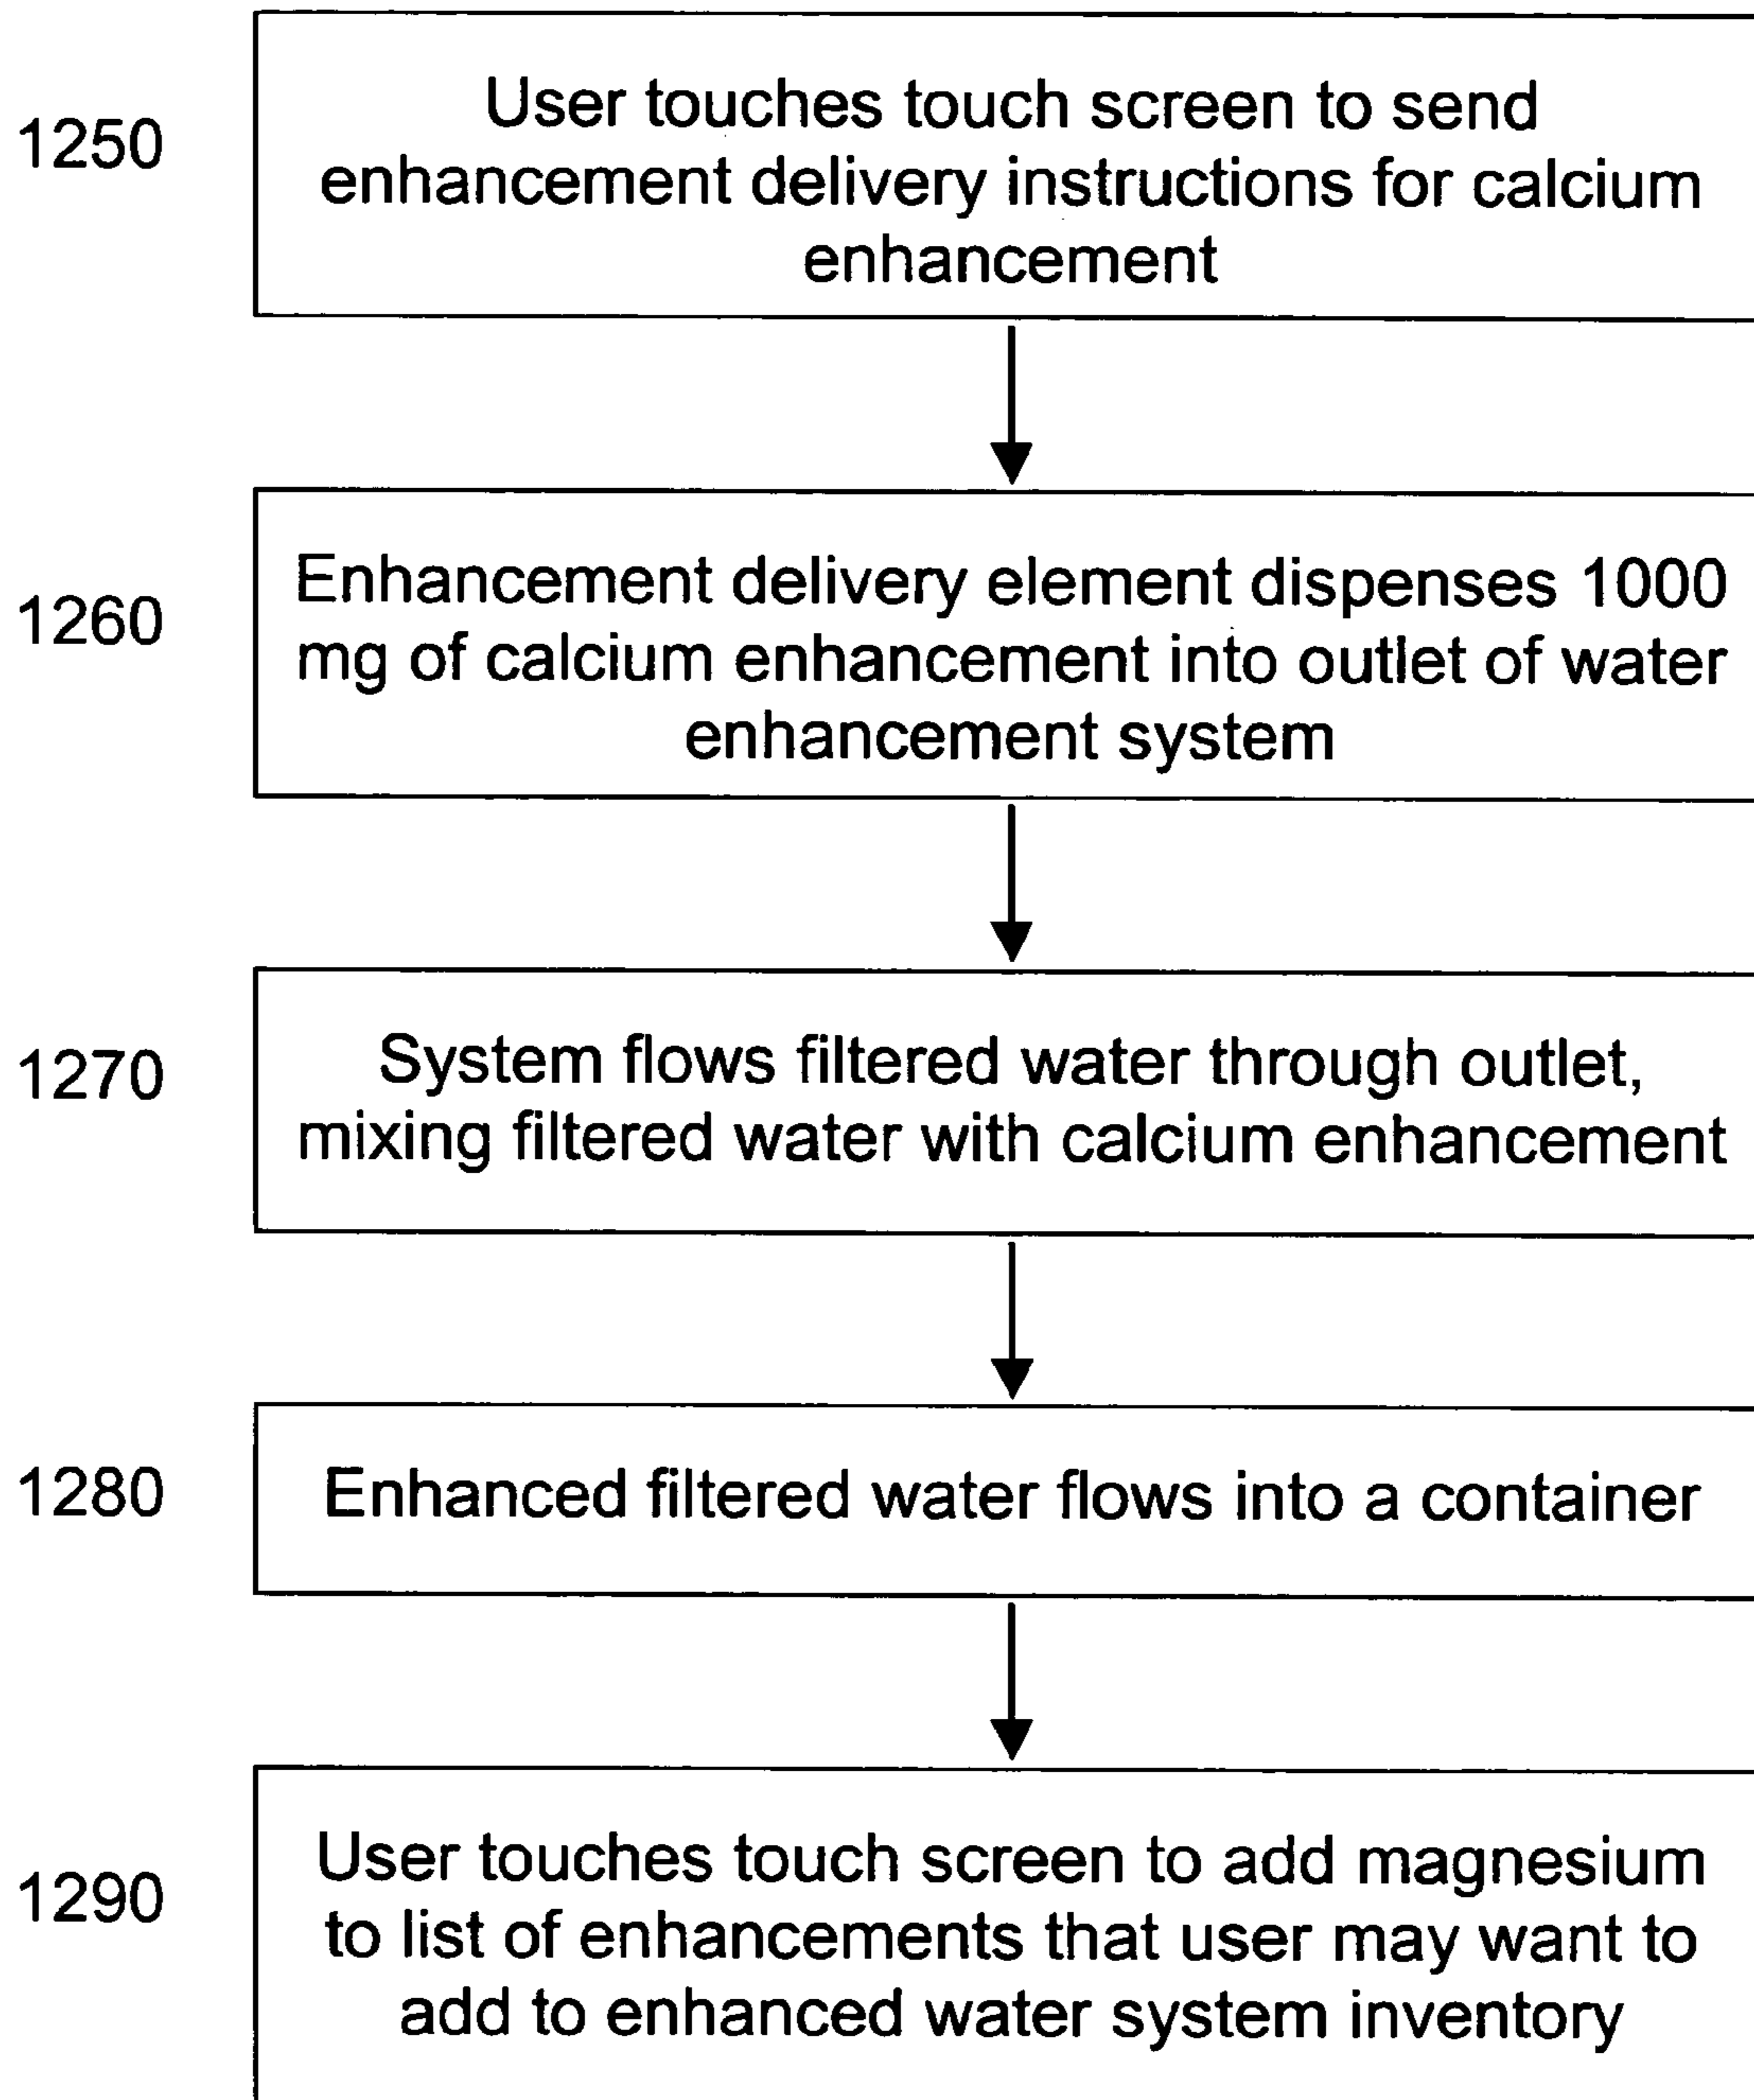 1250
User touches touch screen to send
enhancement delivery instructions for calcium
enhancement
1260
Enhancement delivery element dispenses 1000
mg of calcium enhancement into outlet of water
enhancement system
1270
System flows filtered water through outlet,
mixing filtered water with calcium enhancement
1280
Enhanced filtered water flows into a container
1290
User touches touch screen to add magnesium
to list of enhancements that user may want to
add to enhanced water system inventory